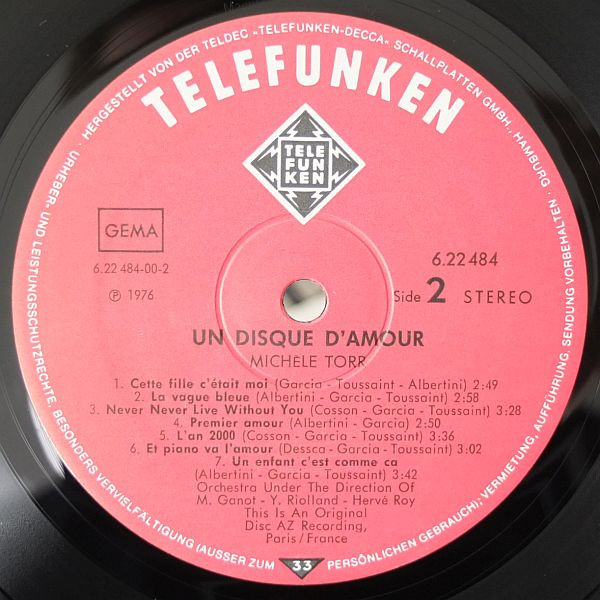 HERGESTELLT VON DER TELDEC »TELEFUNKEN-DECCA« SCHALLPLATTEN GMBH., HAMBURG
URHEBER- UND LEISTUNGSSCHUTZRECHTE, BESONDERS VERVIELFÄLTIGUNG (AUSSER ZUM PERSÖNLICHEN GEBRAUCH); VERMIETUNG, AUFFÜHRUNG, SENDUNG VORBEHALTEN
TELEFUNKEN
TELE
FUN
KEN
GEMA
6.22 484-00-2
℗ 1976
6.22 484
Side 2 STEREO
UN DISQUE D'AMOUR
MICHÈLE TORR
1. Cette fille c'était moi (Garcia - Toussaint - Albertini) 2:49
2. La vague bleue (Albertini - Garcia - Toussaint) 2:58
3. Never Never Live Without You (Cosson - Garcia - Toussaint) 3:28
4. Premier amour (Albertini - Garcia) 2:50
5. L'an 2000 (Cosson - Garcia - Toussaint) 3:36
6. Et piano va l'amour (Dessca - Garcia - Toussaint) 3:02
7. Un enfant c'est comme ca
(Albertini - Garcia - Toussaint) 3:42
Orchestra Under The Direction Of
M. Ganot - Y. Riolland - Hervé Roy
This Is An Original
Disc AZ Recording,
Paris / France
33